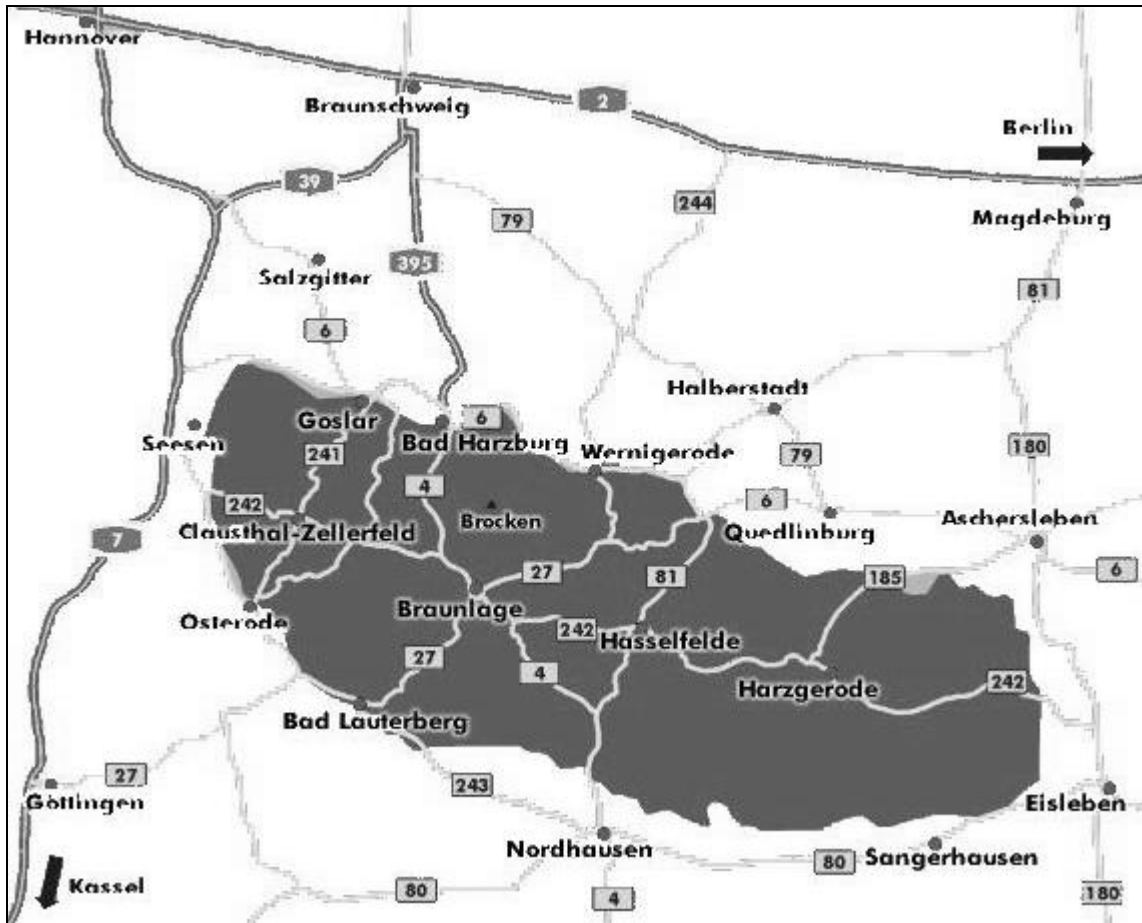 Hannover
Braunschweig
2
Berlin
39
79
244
Magdeburg
Salzgitter
395
81
6
Halberstadt
Goslar
6
Bad Harzburg
Seesen
241
Wernigerode
79
180
4
242
Brocken
6
Clausthal-Zellerfeld
Quedlinburg
Aschersleben
7
27
81
185
6
Braunlage
Osterode
242
Hasselfelde
27
4
Harzgerode
242
Bad Lauterberg
27
243
Göttingen
Eisleben
Nordhausen
80
Sangerhausen
Kassel
80
4
180